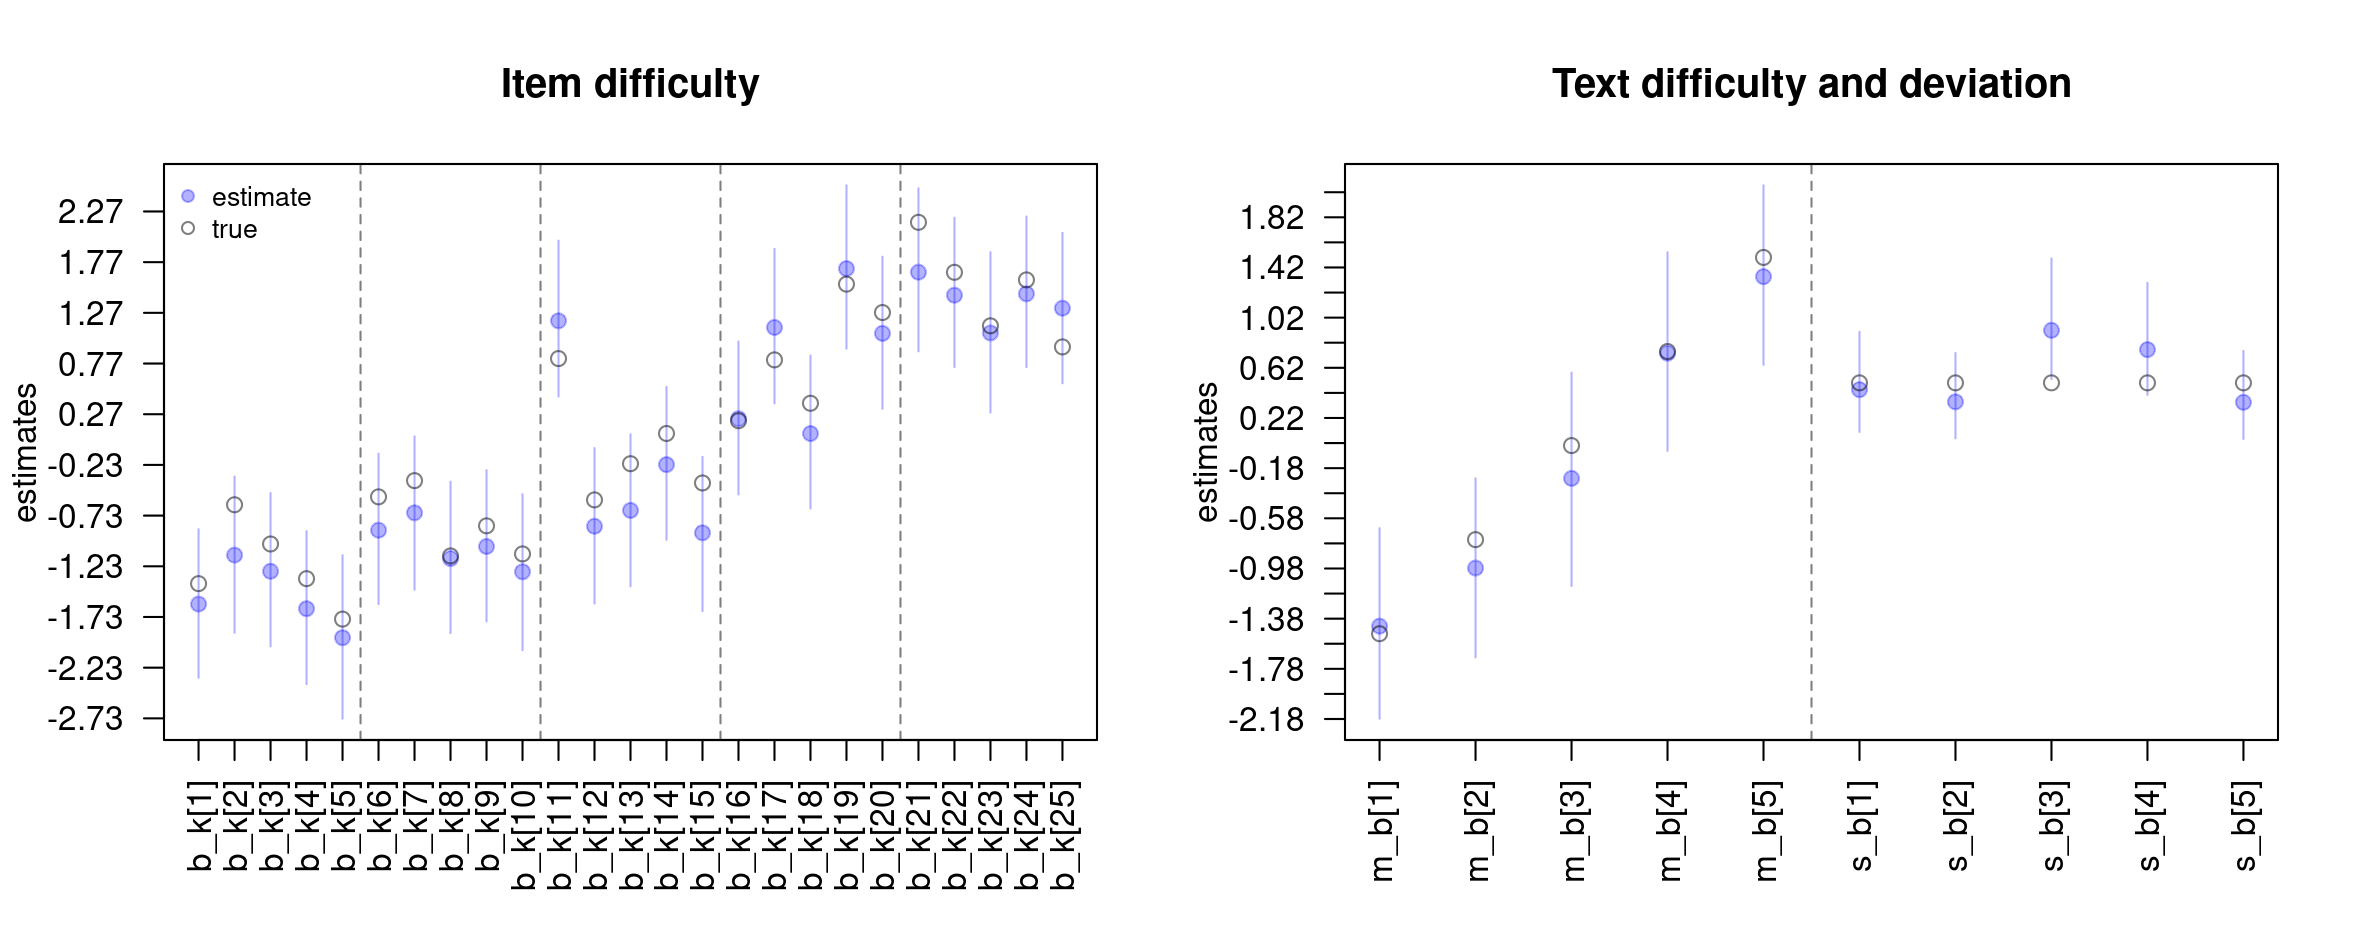 Item difficulty
estimates
2.27
1.77
1.27
0.77
0.27
-0.23
-0.73
-1.23
-1.73
-2.23
-2.73
estimate
true
b_k[1]
b_k[2]
b_k[3]
b_k[4]
b_k[5]
b_k[6]
b_k[7]
b_k[8]
b_k[9]
b_k[10]
b_k[11]
b_k[12]
b_k[13]
b_k[14]
b_k[15]
b_k[16]
b_k[17]
b_k[18]
b_k[19]
b_k[20]
b_k[21]
b_k[22]
b_k[23]
b_k[24]
b_k[25]
Text difficulty and deviation
estimates
1.82
1.42
1.02
0.62
0.22
-0.18
-0.58
-0.98
-1.38
-1.78
-2.18
m_b[1]
m_b[2]
m_b[3]
m_b[4]
m_b[5]
s_b[1]
s_b[2]
s_b[3]
s_b[4]
s_b[5]